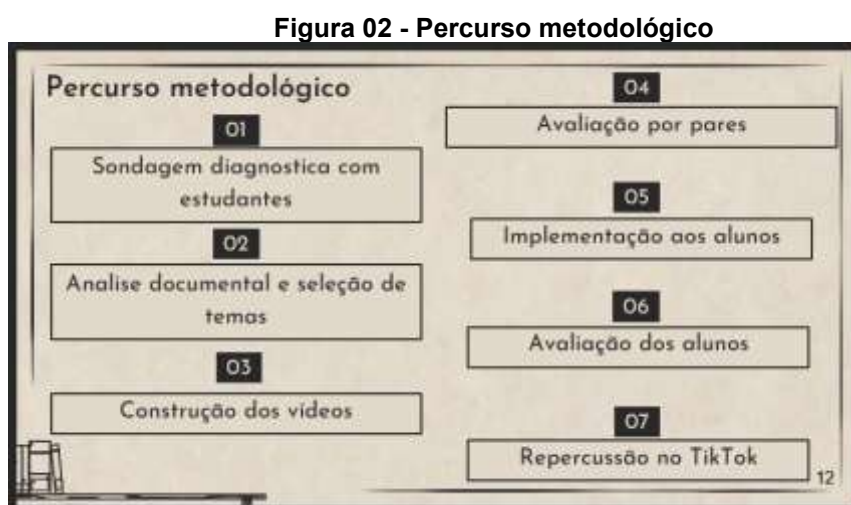 Figura 02 - Percurso metodológico
Percurso metodológico
01
Sondagem diagnostica com
estudantes
02
Analise documental e seleção de
temas
03
Construção dos vídeos
04
Avaliação por pares
05
Implementação aos alunos
06
Avaliação dos alunos
07
Repercussão no TikTok
12